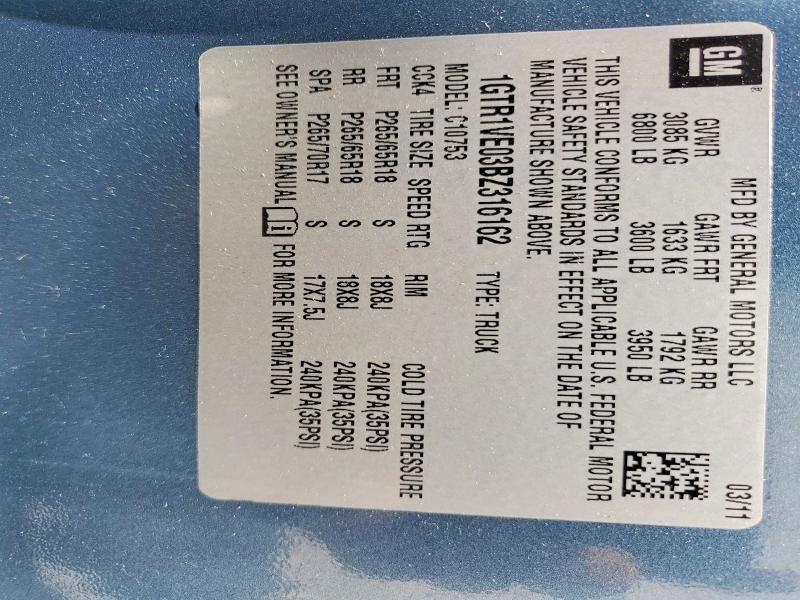 GM
MFD BY GENERAL MOTORS LLC 03/11
GVWR GAWR FRT GAWR RR
3085 KG 1633 KG 1792 KG
6800 LB 3600 LB 3950 LB
THIS VEHICLE CONFORMS TO ALL APPLICABLE U.S. FEDERAL MOTOR
VEHICLE SAFETY STANDARDS IN EFFECT ON THE DATE OF
MANUFACTURE SHOWN ABOVE.
1GTR1VE03BZ316162 TYPE: TRUCK
MODEL: C10753
CCK4 TIRE SIZE SPEED RTG RIM COLD TIRE PRESSURE
FRT P265/65R18 S 18X8J 240KPA(35PSI)
RR P265/65R18 S 18X8J 240KPA(35PSI)
SPA P265/70R17 S 17X7.5J 240KPA(35PSI)
SEE OWNER'S MANUAL FOR MORE INFORMATION.